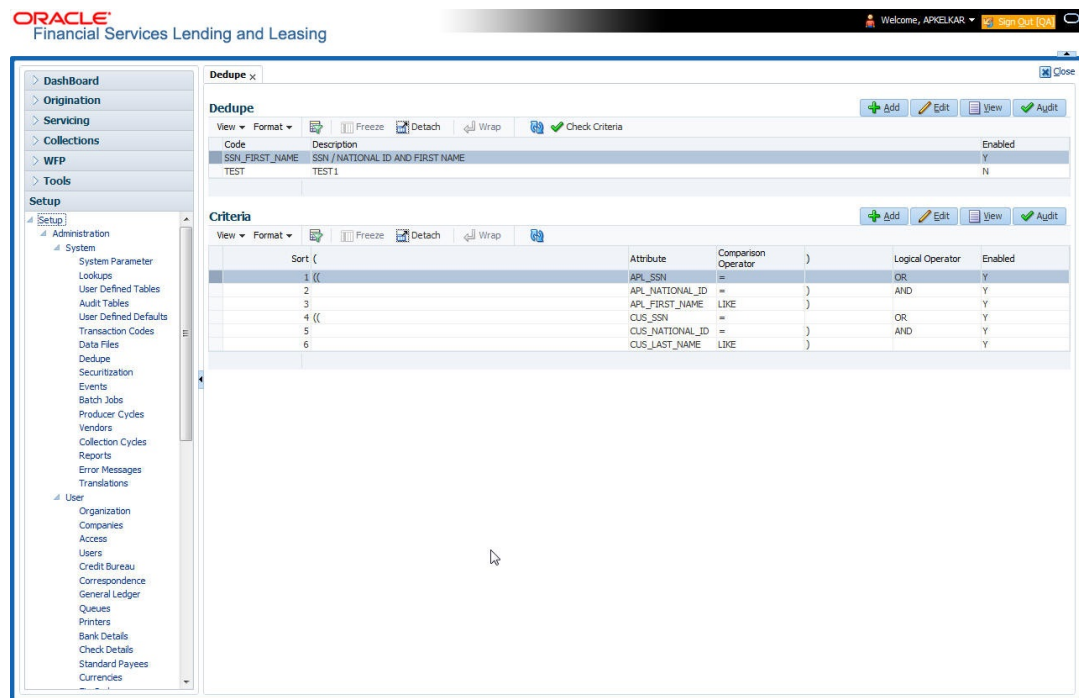 ORACLE
Financial Services Lending and Leasing
Welcome, APKELKAR
Sign Out [QA]
DashBoard
Origination
Servicing
Collections
WFP
Tools
Setup
Setup
Administration
System
System Parameter
Lookups
User Defined Tables
Audit Tables
User Defined Defaults
Transaction Codes
Data Files
Dedupe
Securitization
Events
Batch Jobs
Producer Cycles
Vendors
Collection Cycles
Reports
Error Messages
Translations
User
Organization
Companies
Access
Users
Credit Bureau
Correspondence
General Ledger
Queues
Printers
Bank Details
Check Details
Standard Payees
Currencies
Dedupe x
Close
Dedupe
Add Edit View Audit
View Format Freeze Detach Wrap Check Criteria
Code Description Enabled
SSN_FIRST_NAME SSN / NATIONAL ID AND FIRST NAME Y
TEST TEST1 N
Criteria
Add Edit View Audit
View Format Freeze Detach Wrap
Sort ( Attribute Comparison Operator ) Logical Operator Enabled
1 (( APL_SSN = OR Y
2 APL_NATIONAL_ID = ) AND Y
3 APL_FIRST_NAME LIKE ) Y
4 (( CUS_SSN = OR Y
5 CUS_NATIONAL_ID = ) AND Y
6 CUS_LAST_NAME LIKE ) Y